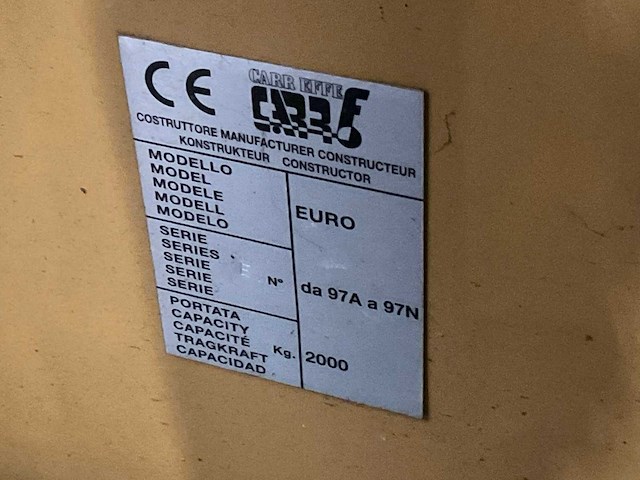 CE
CARR EFFE
CARR F
COSTRUTTORE MANUFACTURER CONSTRUCTEUR
KONSTRUKTEUR CONSTRUCTOR
MODELLO
MODEL
MODELE
MODELL
MODELO
EURO
SERIE
SERIES
SERIE
SERIE
SERIE
N° da 97A a 97N
PORTATA
CAPACITY
CAPACITÉ
TRAGKRAFT
CAPACIDAD
Kg. 2000